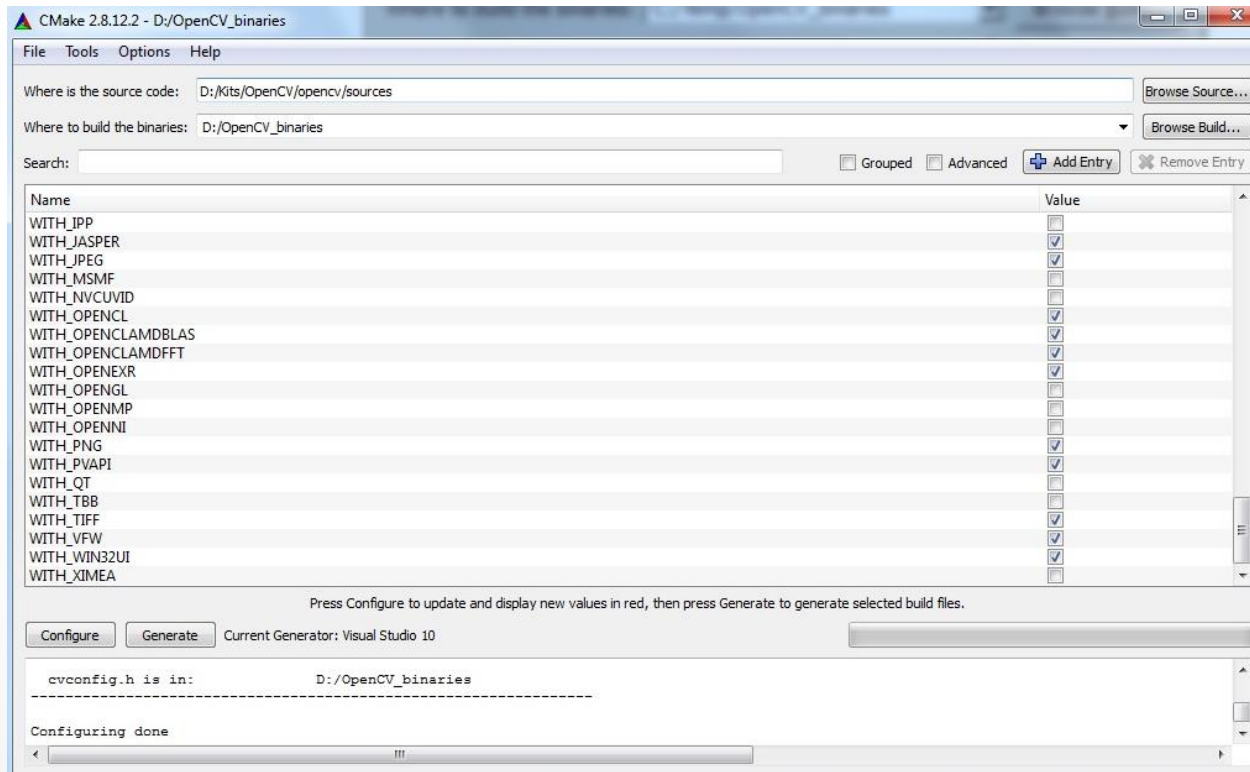 CMake 2.8.12.2 - D:/OpenCV_binaries
File Tools Options Help
Where is the source code: D:/Kits/OpenCV/opencv/sources Browse Source...
Where to build the binaries: D:/OpenCV_binaries Browse Build...
Search: Grouped Advanced Add Entry Remove Entry
Name Value
WITH_IPP
WITH_JASPER
WITH_JPEG
WITH_MSMF
WITH_NVCUVID
WITH_OPENCL
WITH_OPENCLAMDBLAS
WITH_OPENCLAMDFFT
WITH_OPENEXR
WITH_OPENGL
WITH_OPENMP
WITH_OPENNI
WITH_PNG
WITH_PVAPI
WITH_QT
WITH_TBB
WITH_TIFF
WITH_VFW
WITH_WIN32UI
WITH_XIMEA
Press Configure to update and display new values in red, then press Generate to generate selected build files.
Configure Generate Current Generator: Visual Studio 10
cvconfig.h is in: D:/OpenCV_binaries
-----------------------------------------------------------------
Configuring done